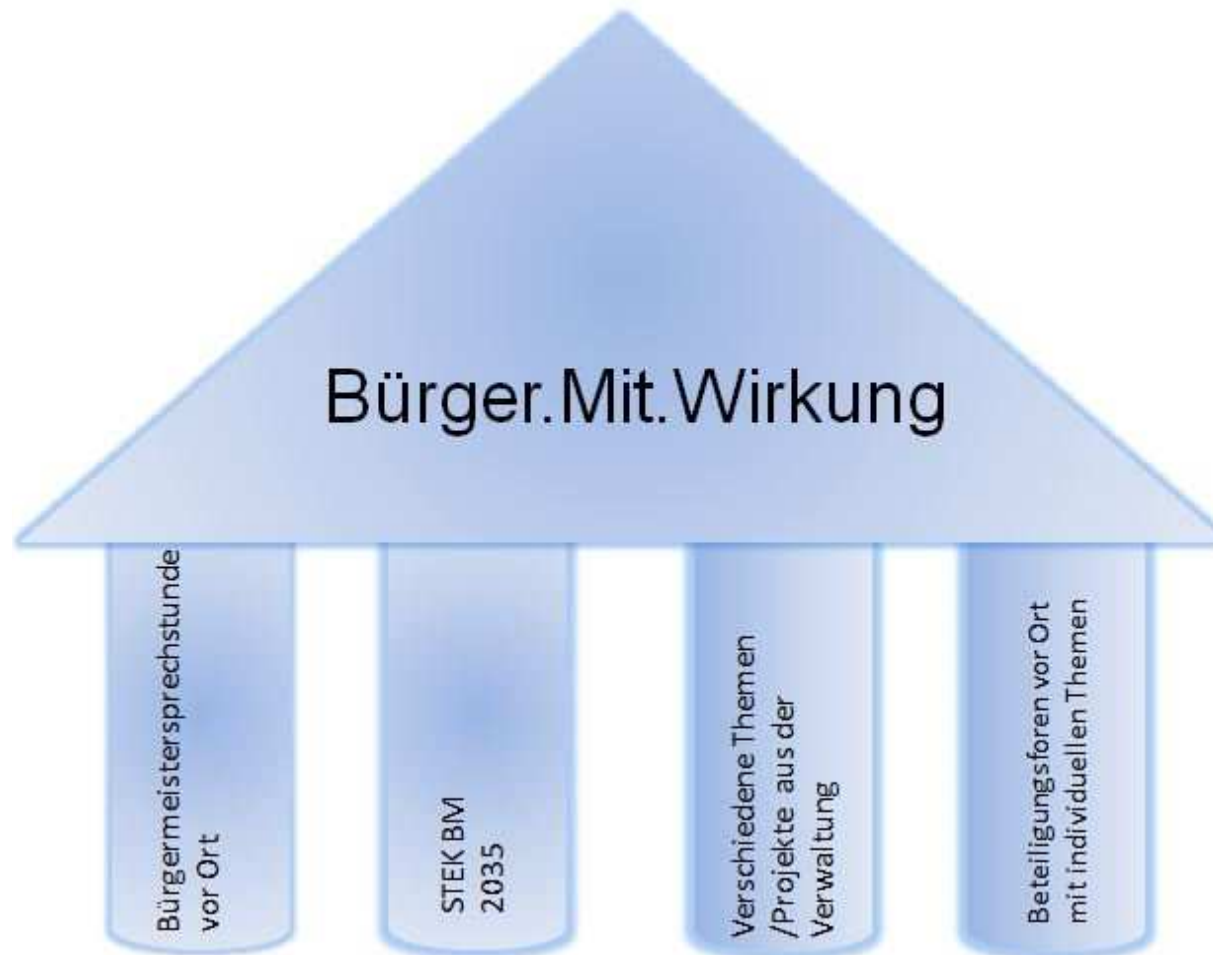 Bürger.Mit.Wirkung
Bürgermeistersprechstunde
vor Ort
STEK BM
2035
Verschiedene Themen
/Projekte aus der
Verwaltung
Beteiligungsforen vor Ort
mit individuellen Themen